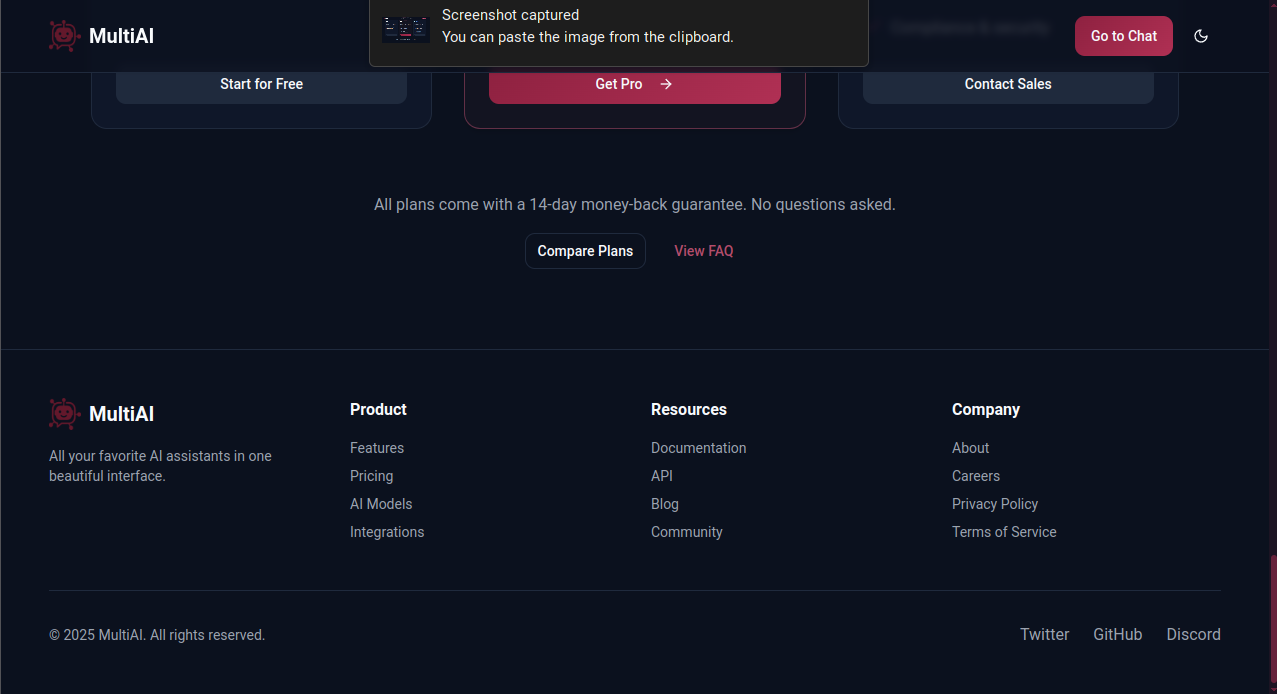 MultiAI
Screenshot captured
You can paste the image from the clipboard.
Compliance & security
Go to Chat
Start for Free
Get Pro →
Contact Sales
All plans come with a 14-day money-back guarantee. No questions asked.
Compare Plans
View FAQ
MultiAI
All your favorite AI assistants in one
beautiful interface.
Product
Features
Pricing
AI Models
Integrations
Resources
Documentation
API
Blog
Community
Company
About
Careers
Privacy Policy
Terms of Service
© 2025 MultiAI. All rights reserved.
Twitter
GitHub
Discord